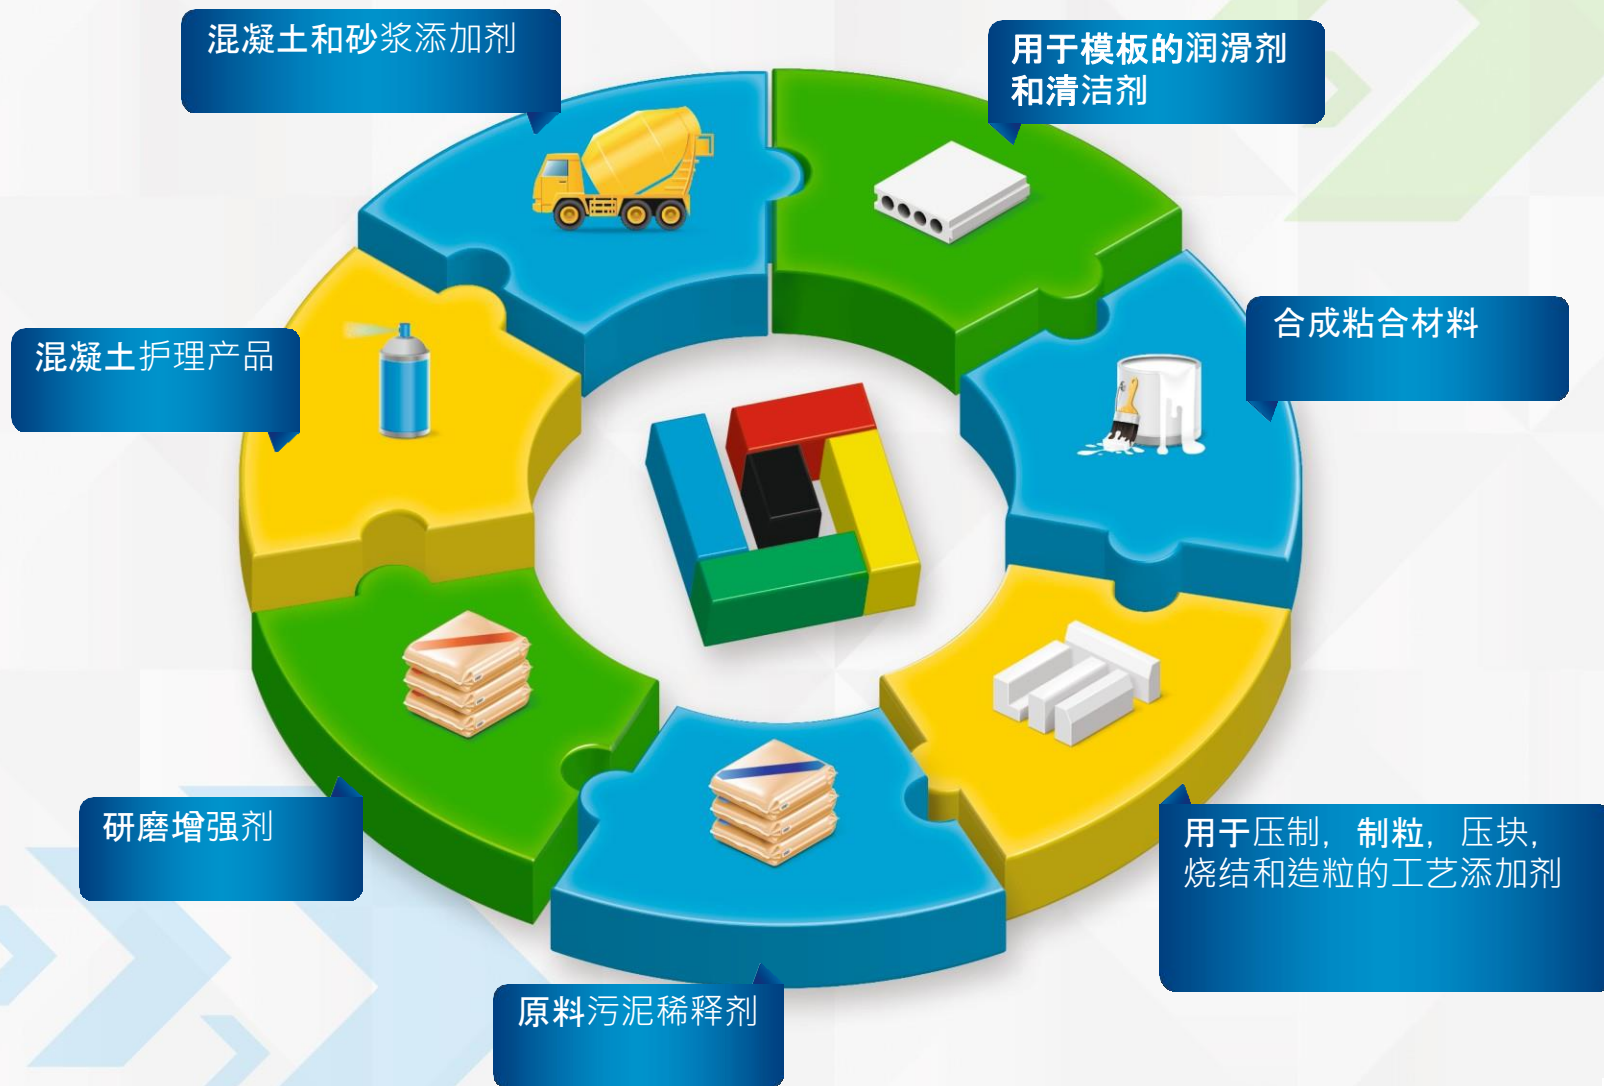 混凝土和砂浆添加剂
用于模板的润滑剂
和清洁剂
合成粘合材料
混凝土护理产品
研磨增强剂
用于压制，制粒，压块，
烧结和造粒的工艺添加剂
原料污泥稀释剂